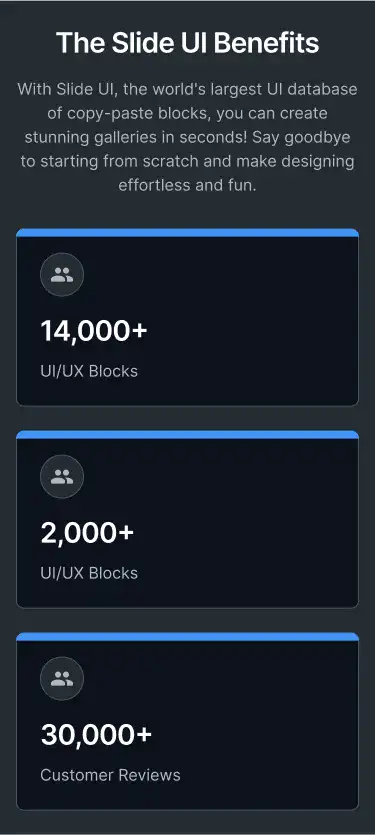 The Slide UI Benefits
With Slide UI, the world's largest UI database
of copy-paste blocks, you can create
stunning galleries in seconds! Say goodbye
to starting from scratch and make designing
effortless and fun.
14,000+
UI/UX Blocks
2,000+
UI/UX Blocks
30,000+
Customer Reviews